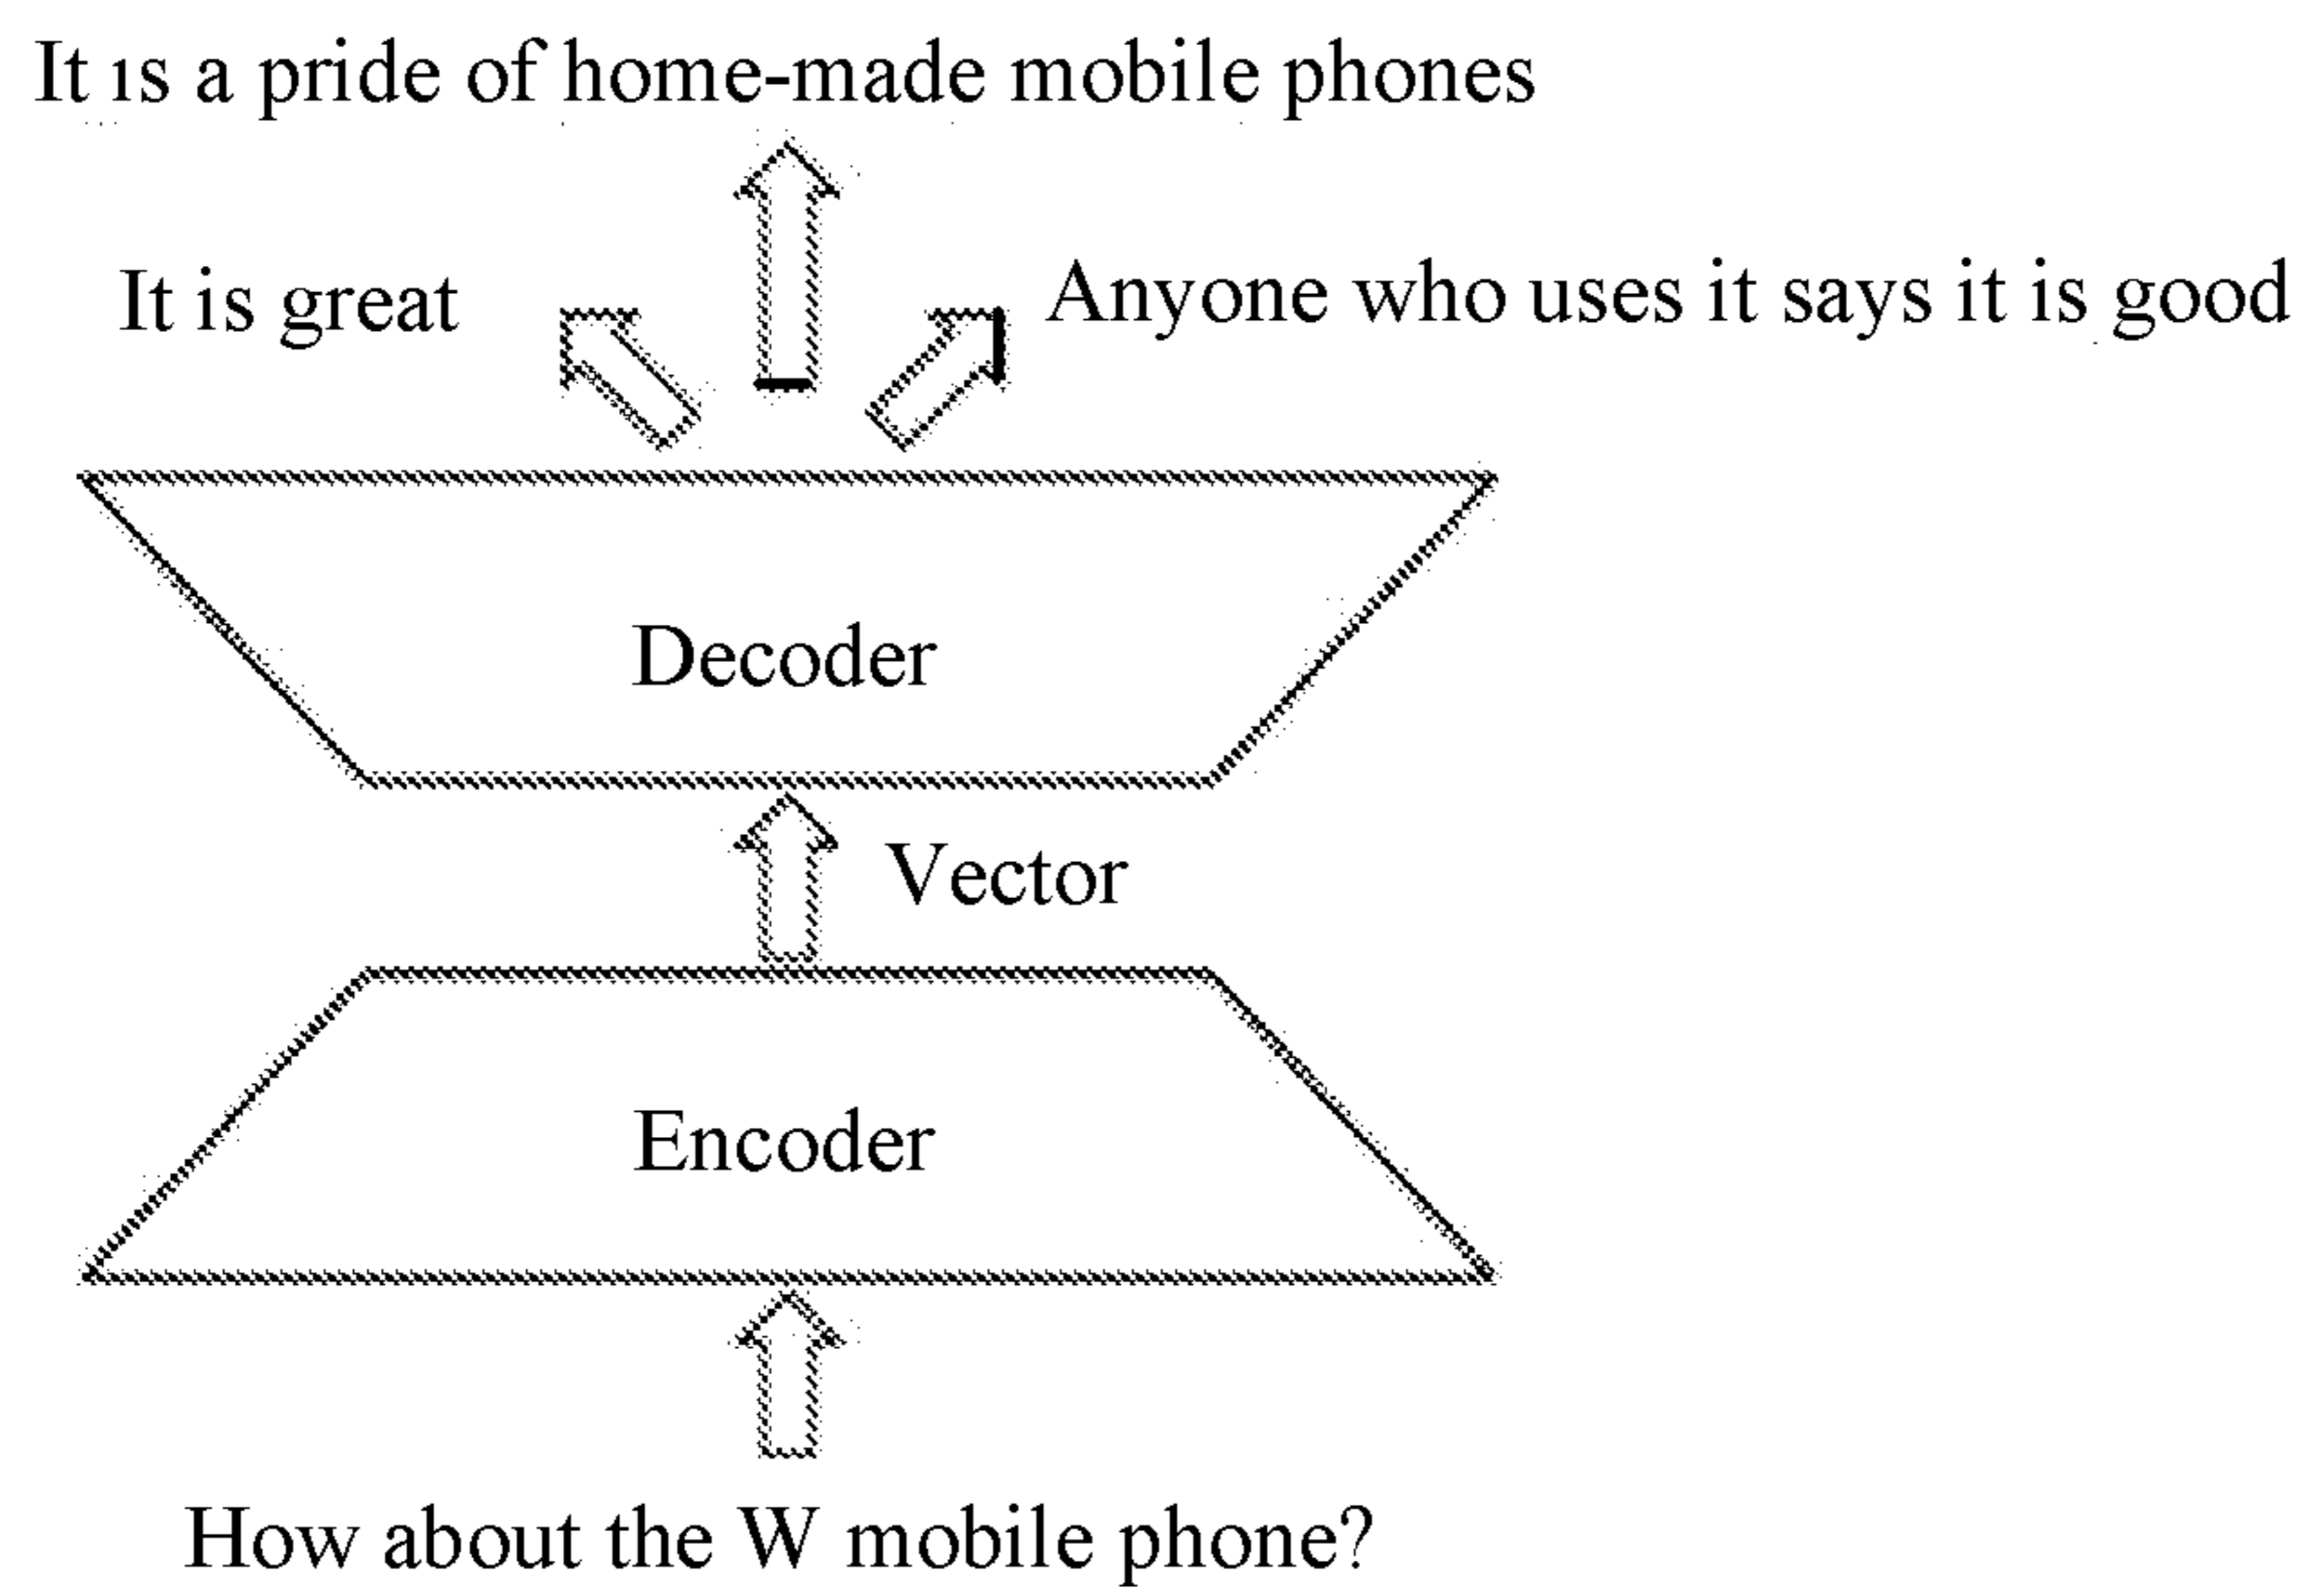 It is a pride of home-made mobile phones
It is great
Anyone who uses it says it is good
Decoder
Vector
Encoder
How about the W mobile phone?